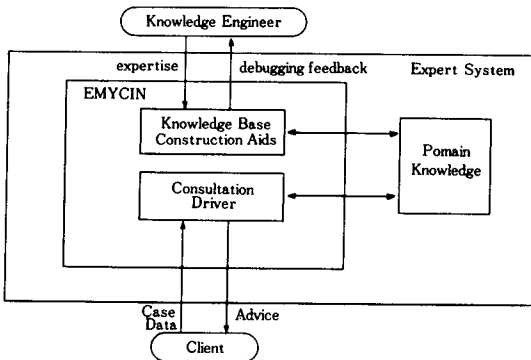 Knowledge Engineer
expertise
debugging feedback
Expert System
EMYCIN
Knowledge Base
Construction Aids
Pomain
Knowledge
Consultation
Driver
Case
Data
Advice
Client